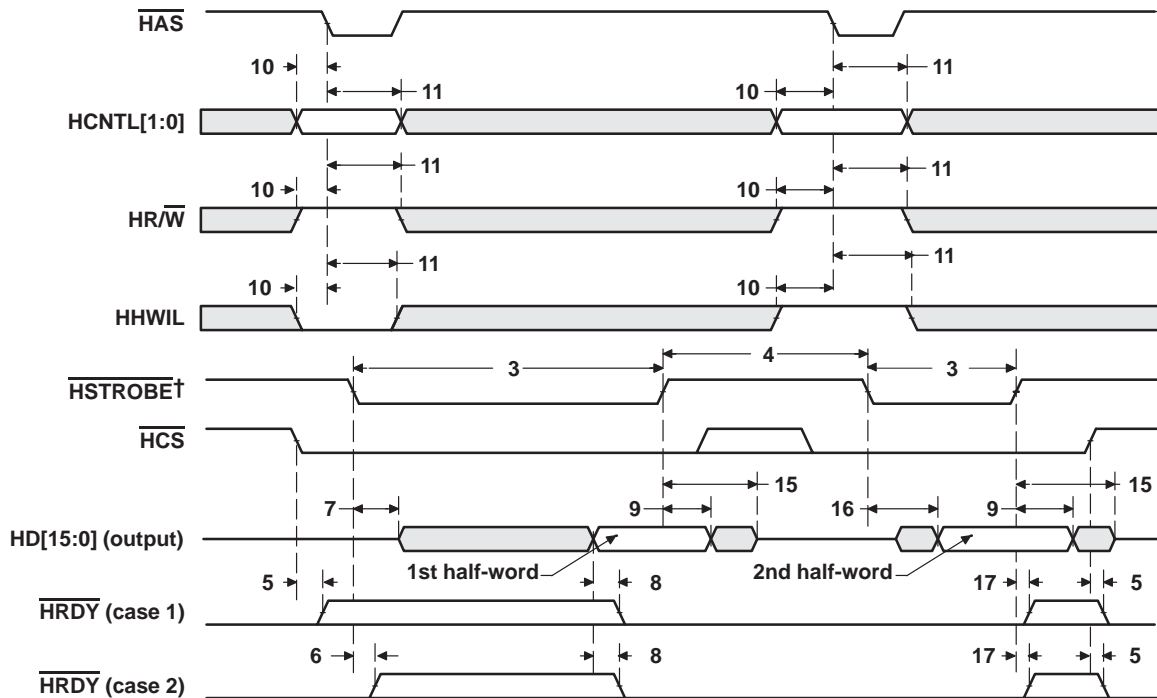 HAS
10 11 10 11
HCNTL[1:0]
10 11 10 11
HR/W
10 11 10 11
HHWIL
3 4 3
HSTROBE†
HCS
7 9 15 16 9 15
HD[15:0] (output)
1st half-word 2nd half-word
5 8 17 5
HRDY (case 1)
6 8 17 5
HRDY (case 2)